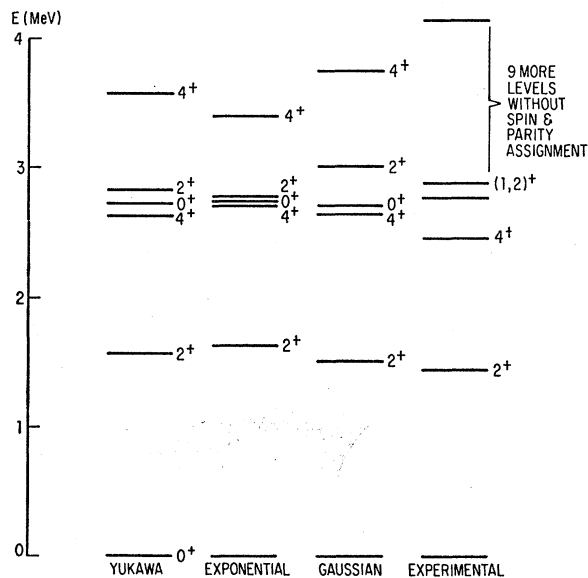 E (MeV)
4
3
2
1
0
4+
2+
0+
4+
2+
0+
YUKAWA
4+
2+
0+
4+
2+
EXPONENTIAL
4+
2+
0+
4+
2+
GAUSSIAN
9 MORE
LEVELS
WITHOUT
SPIN &
PARITY
ASSIGNMENT
(1,2)+
4+
2+
EXPERIMENTAL